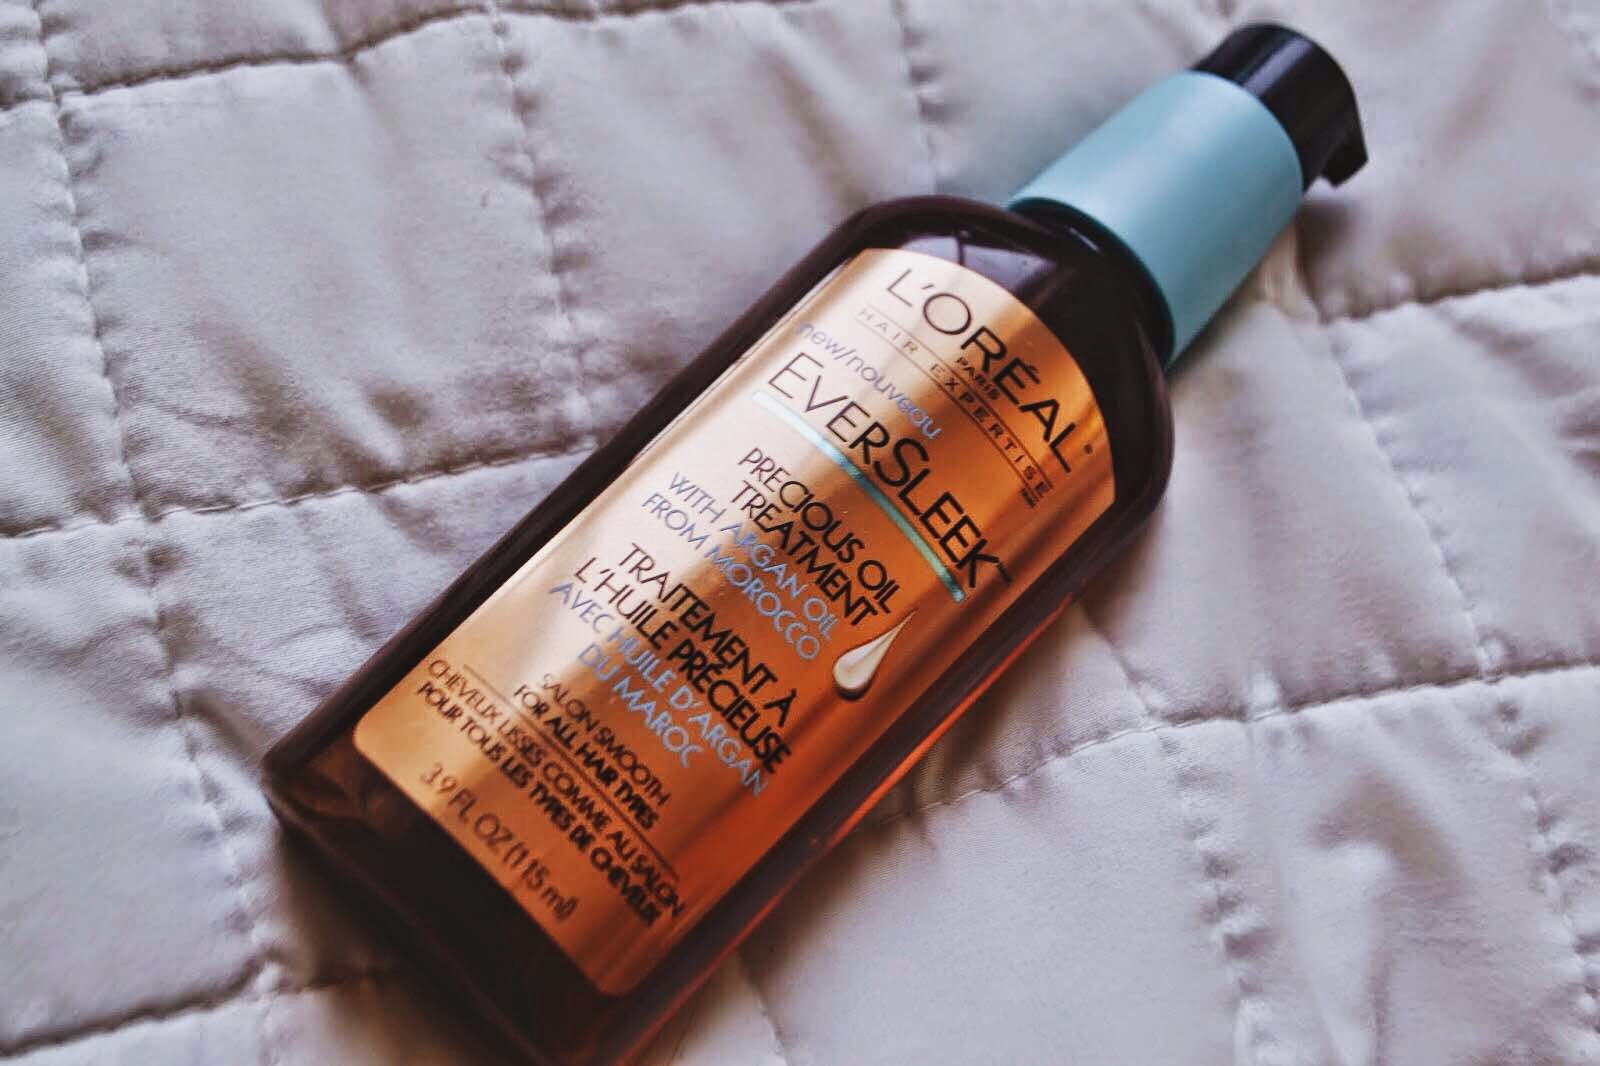 L'ORÉAL®
PARIS
HAIR EXPERTISE
new/nouveau
EVERSLEEK™
PRECIOUS OIL
TREATMENT
WITH ARGAN OIL
FROM MOROCCO
TRAITEMENT À
L'HUILE PRÉCIEUSE
AVEC HUILE D'ARGAN
DU MAROC
SALON SMOOTH
FOR ALL HAIR TYPES
CHEVEUX LISSES COMME AU SALON
POUR TOUS LES TYPES DE CHEVEUX
3.9 FL OZ (115 ml)